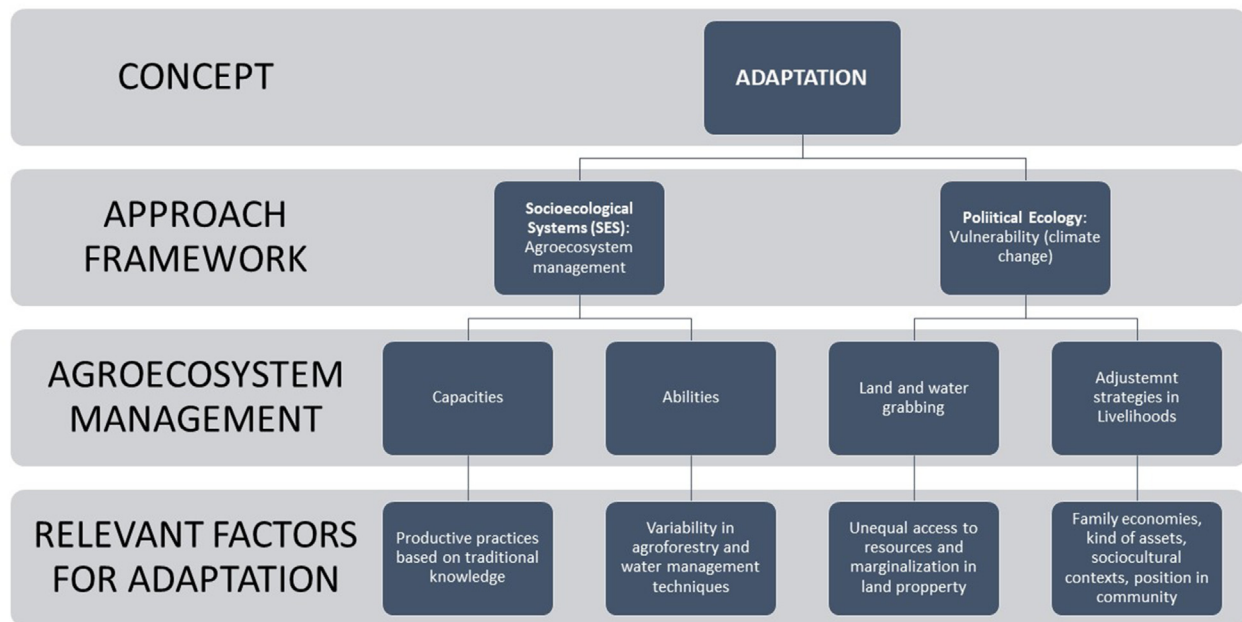 CONCEPT
ADAPTATION
APPROACH
FRAMEWORK
Socioecological
Systems (SES):
Agroecosystem
management
Poliitical Ecology:
Vulnerability (climate
change)
AGROECOSYSTEM
MANAGEMENT
Capacities
Abilities
Land and water
grabbing
Adjustemnt
strategies in
Livelihoods
RELEVANT FACTORS
FOR ADAPTATION
Productive practices
based on traditional
knowledge
Variability in
agroforestry and
water management
techniques
Unequal access to
resources and
marginalization in
land propperty
Family economies,
kind of assets,
sociocultural
contexts, position in
community